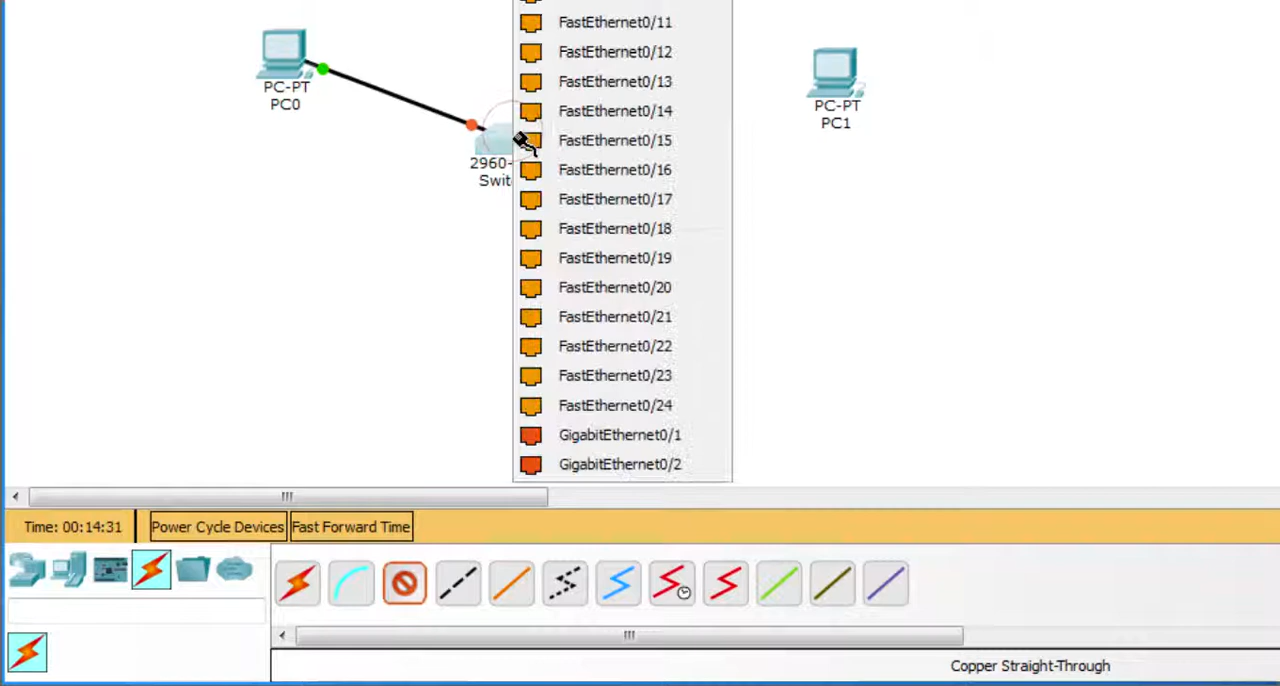 FastEthernet0/11
FastEthernet0/12
FastEthernet0/13
FastEthernet0/14
FastEthernet0/15
FastEthernet0/16
FastEthernet0/17
FastEthernet0/18
FastEthernet0/19
FastEthernet0/20
FastEthernet0/21
FastEthernet0/22
FastEthernet0/23
FastEthernet0/24
GigabitEthernet0/1
GigabitEthernet0/2
PC-PT
PC0
2960-
Swit
PC-PT
PC1
Time: 00:14:31
Power Cycle Devices
Fast Forward Time
Copper Straight-Through